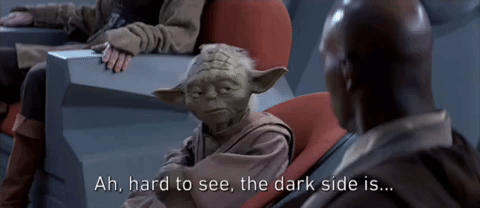 Ah, hard to see, the dark side is...